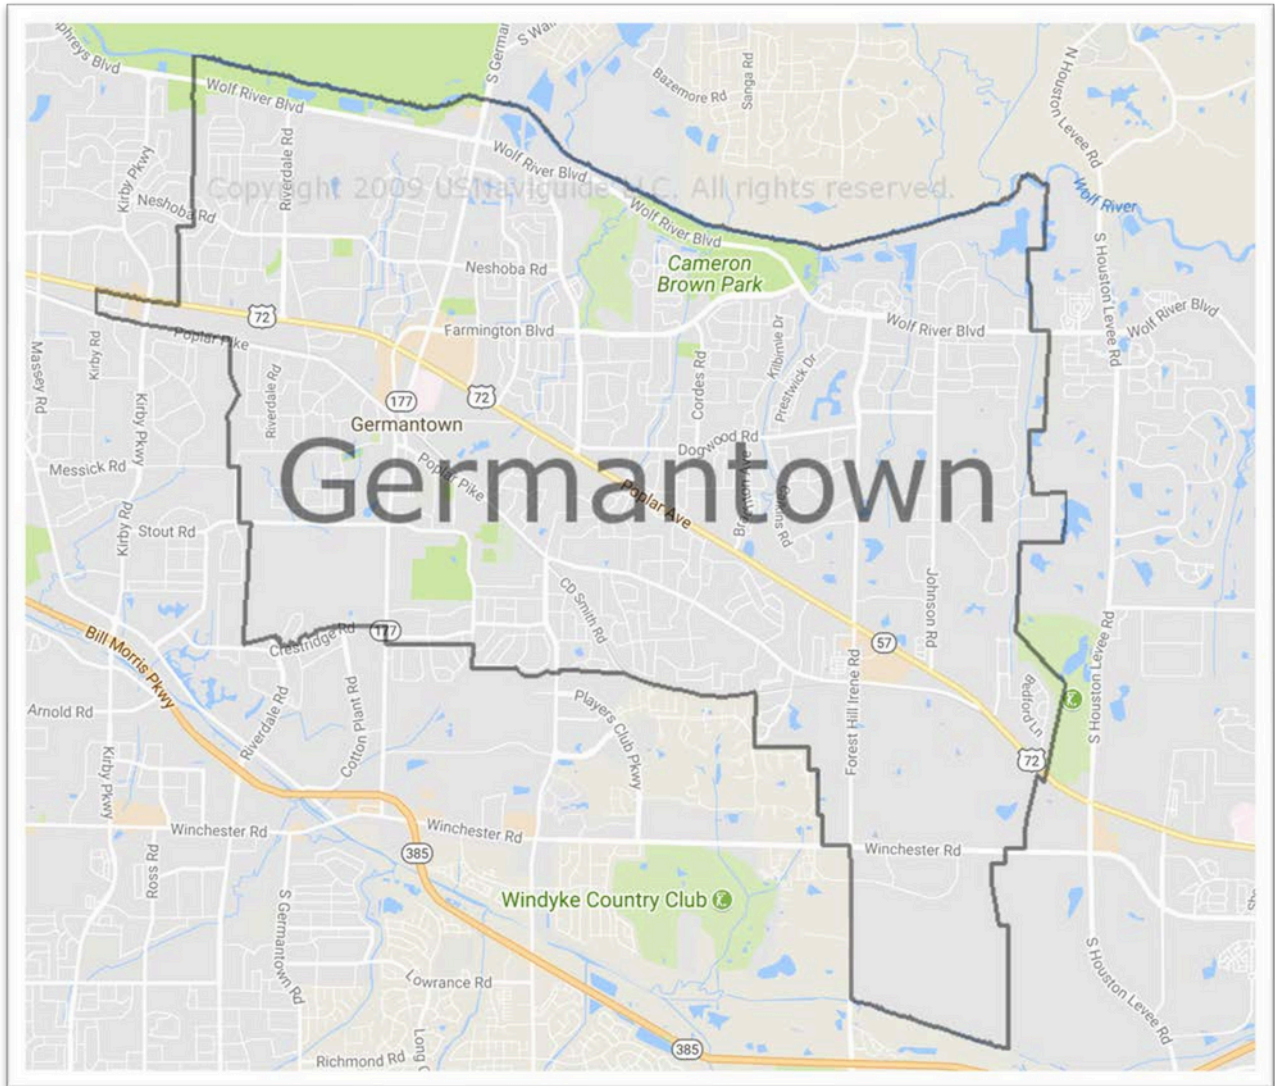 phreys Blvd
S Germa
S Wal
N Houston Levee Rd
Bazemore Rd
Sanga Rd
Wolf River Blvd
Kirby Pkwy
Riverdale Rd
Wolf River Blvd
Copyright 2009 USNaviguide LLC. All rights reserved.
Wolf River
Neshoba Rd
Wolf River Blvd
S Houston Levee Rd
Neshoba Rd
Cameron
Brown Park
72
Farmington Blvd
Wolf River Blvd
Wolf River Blvd
Poplar Pike
Kirby Rd
Massey Rd
Riverdale Rd
Kilbirnie Dr
Prestwick Dr
Cordes Rd
177
72
Germantown
Kirby Pkwy
Dogwood Rd
Messick Rd
Poplar Pike
Germantown
Poplar Ave
Kirby Rd
Stout Rd
CD Smith Rd
Johnson Rd
Crestridge Rd
177
57
Bill Morris Pkwy
S Houston Levee Rd
Forest Hill Irene Rd
Bedford Ln
Arnold Rd
Riverdale Rd
Cotton Plant Rd
Players Club Pkwy
72
Kirby Pkwy
Winchester Rd
Winchester Rd
Winchester Rd
385
Ross Rd
S Germantown Rd
Windyke Country Club
S Houston Levee Rd
Lowrance Rd
Long
385
Richmond Rd